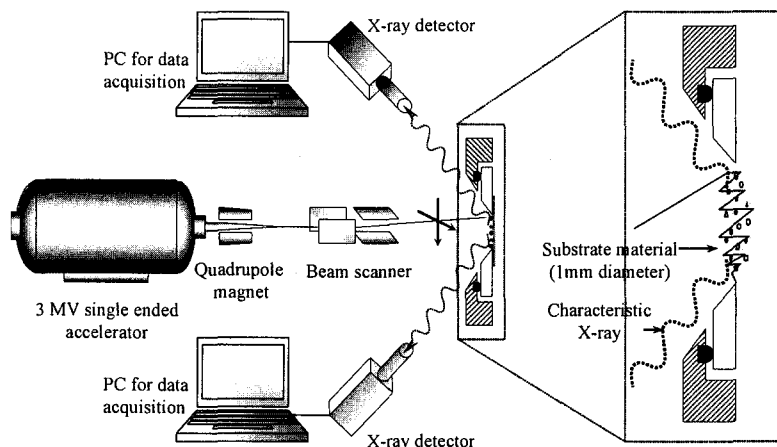 X-ray detector
PC for data
acquisition
Quadrupole
magnet
Beam scanner
3 MV single ended
accelerator
Substrate material
(1mm diameter)
Characteristic
X-ray
PC for data
acquisition
X-ray detector